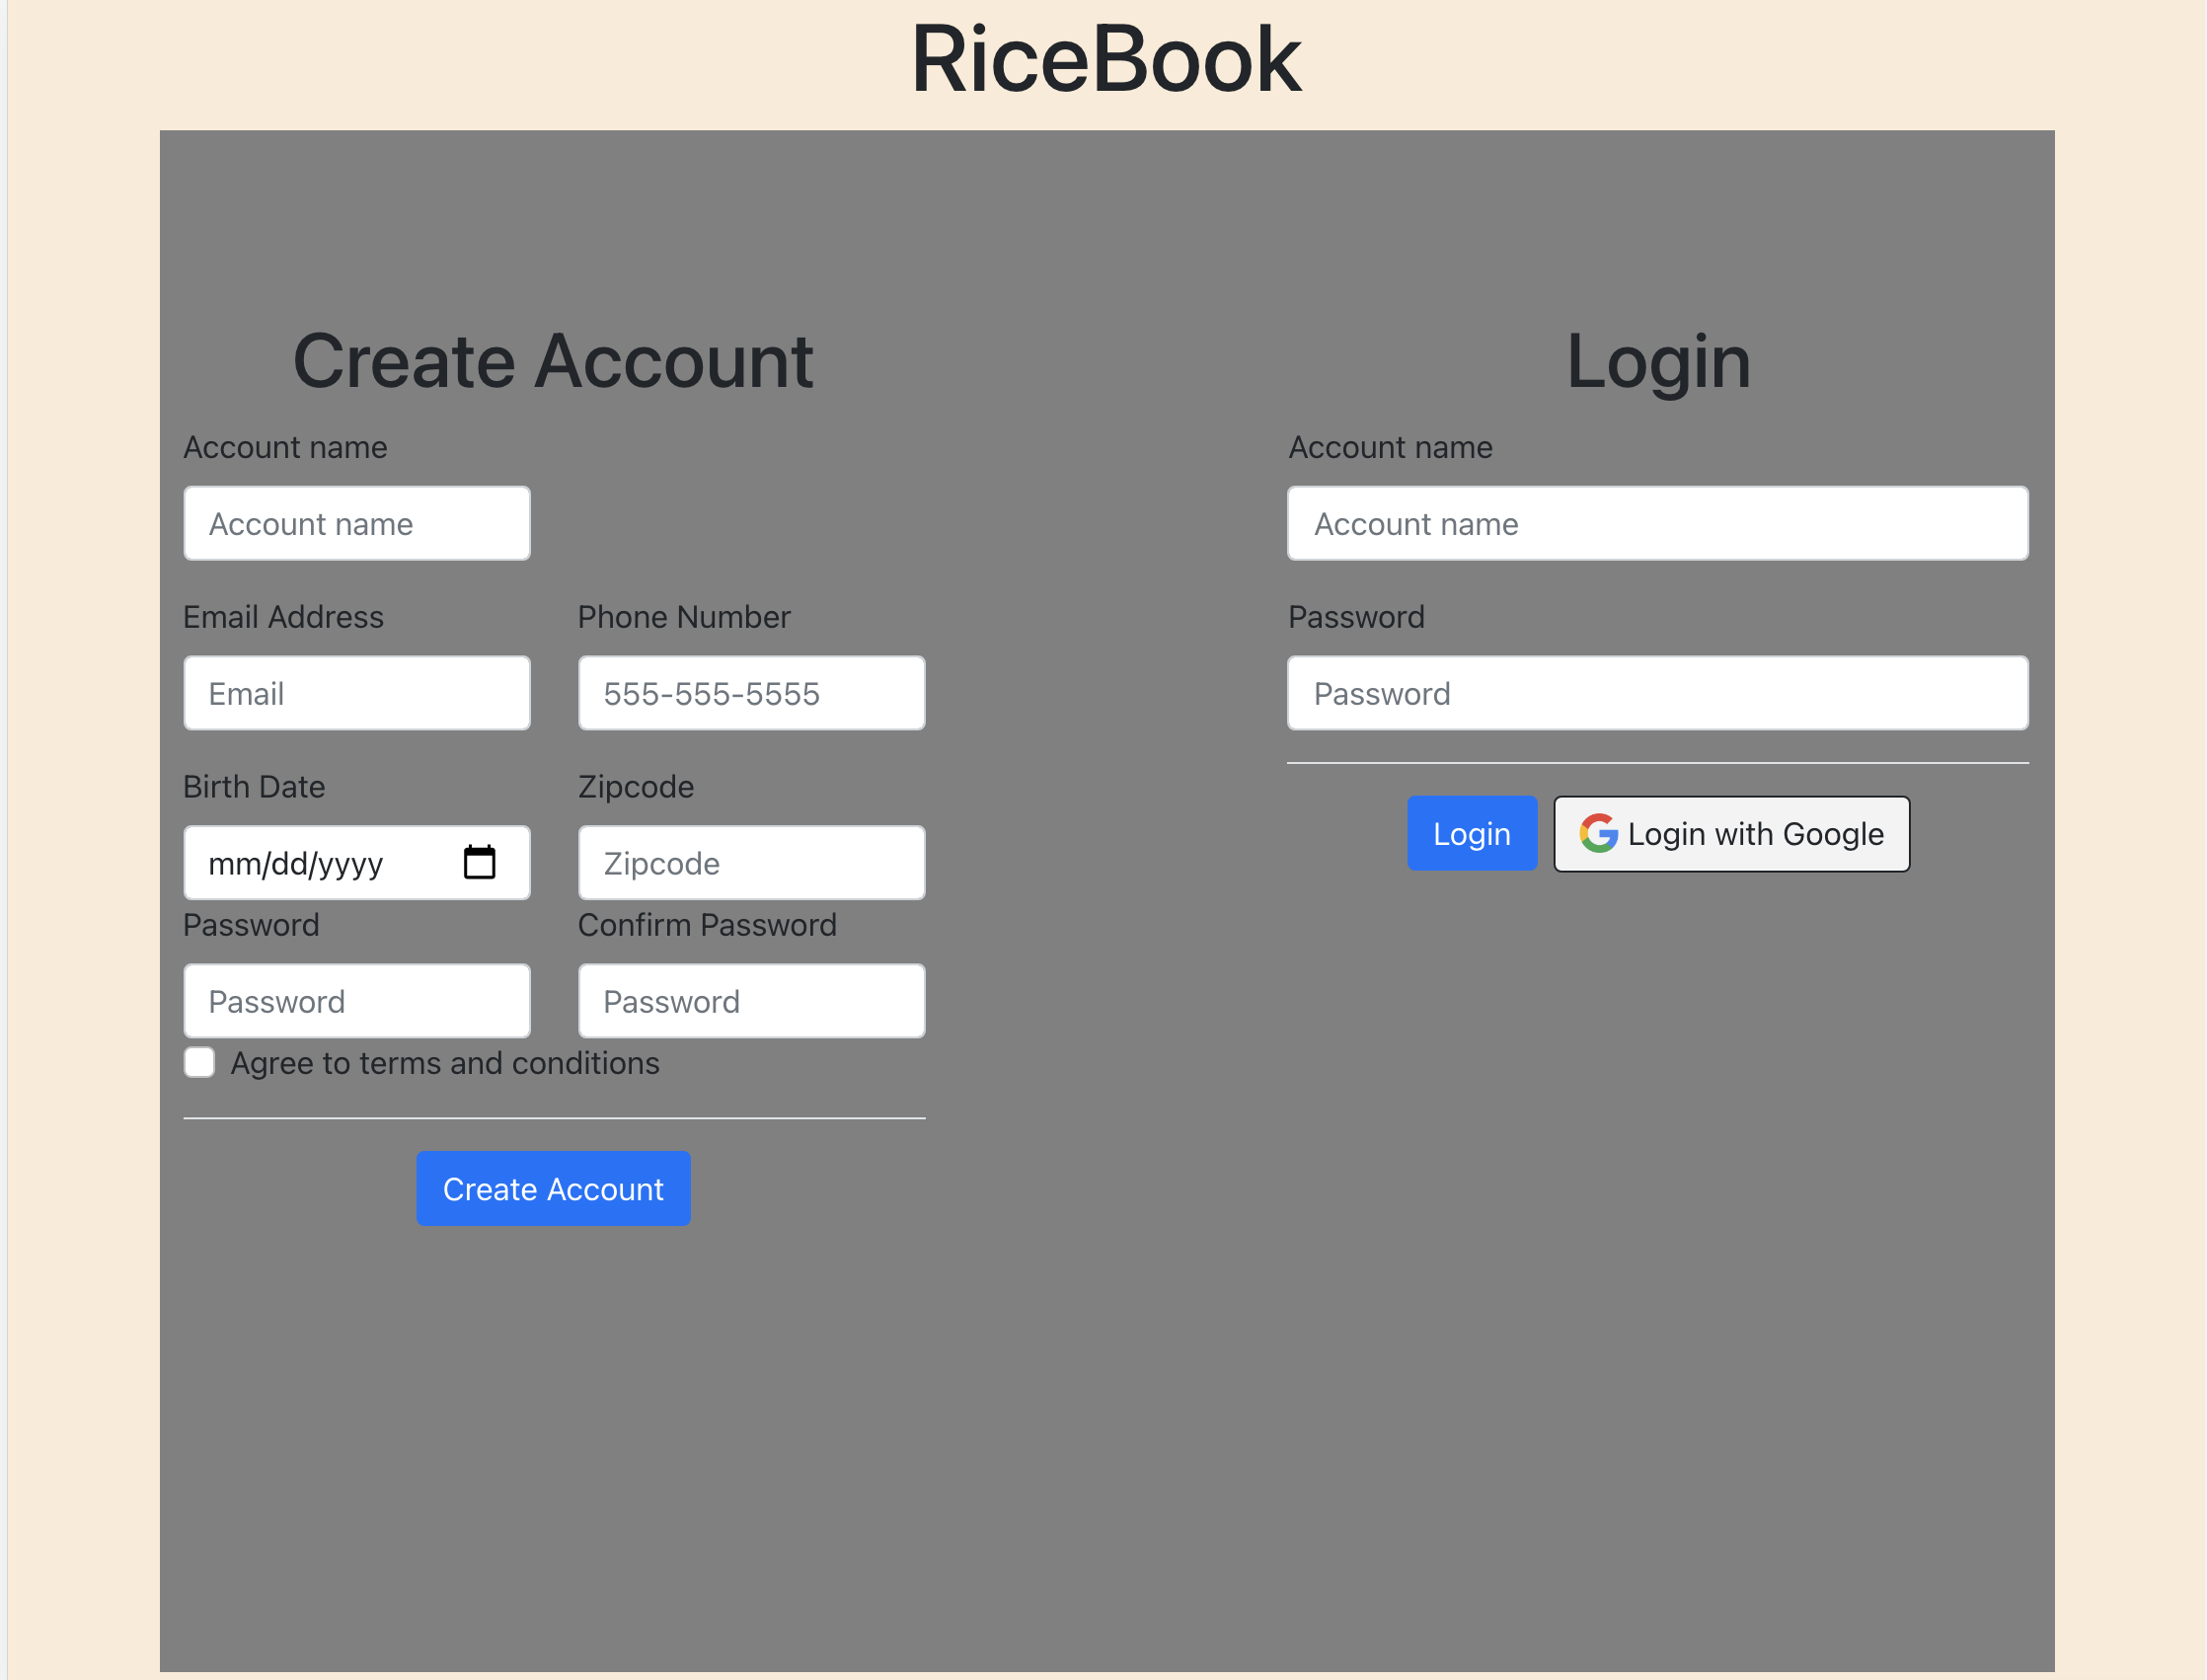 RiceBook
Create Account
Account name
Account name
Email Address Phone Number
Email 555-555-5555
Birth Date Zipcode
mm/dd/yyyy Zipcode
Password Confirm Password
Password Password
Agree to terms and conditions
Create Account
Login
Account name
Account name
Password
Password
Login Login with Google